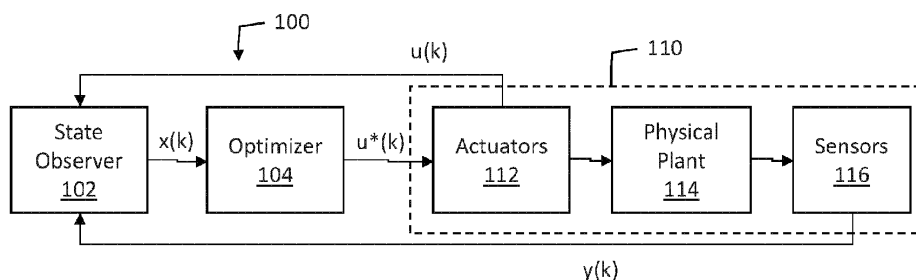 100
110
u(k)
State
Observer
102
x(k)
Optimizer
104
u*(k)
Actuators
112
Physical
Plant
114
Sensors
116
y(k)